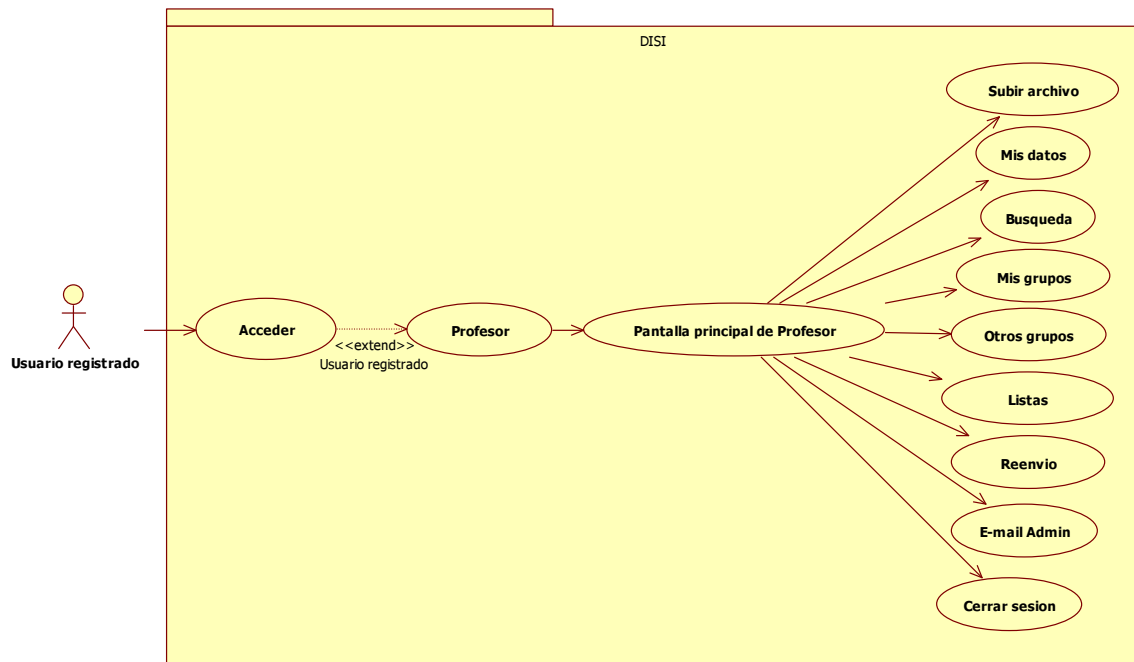 DISI
Subir archivo
Mis datos
Busqueda
Mis grupos
Usuario registrado
Acceder
<<extend>>
Usuario registrado
Profesor
Pantalla principal de Profesor
Otros grupos
Listas
Reenvio
E-mail Admin
Cerrar sesion